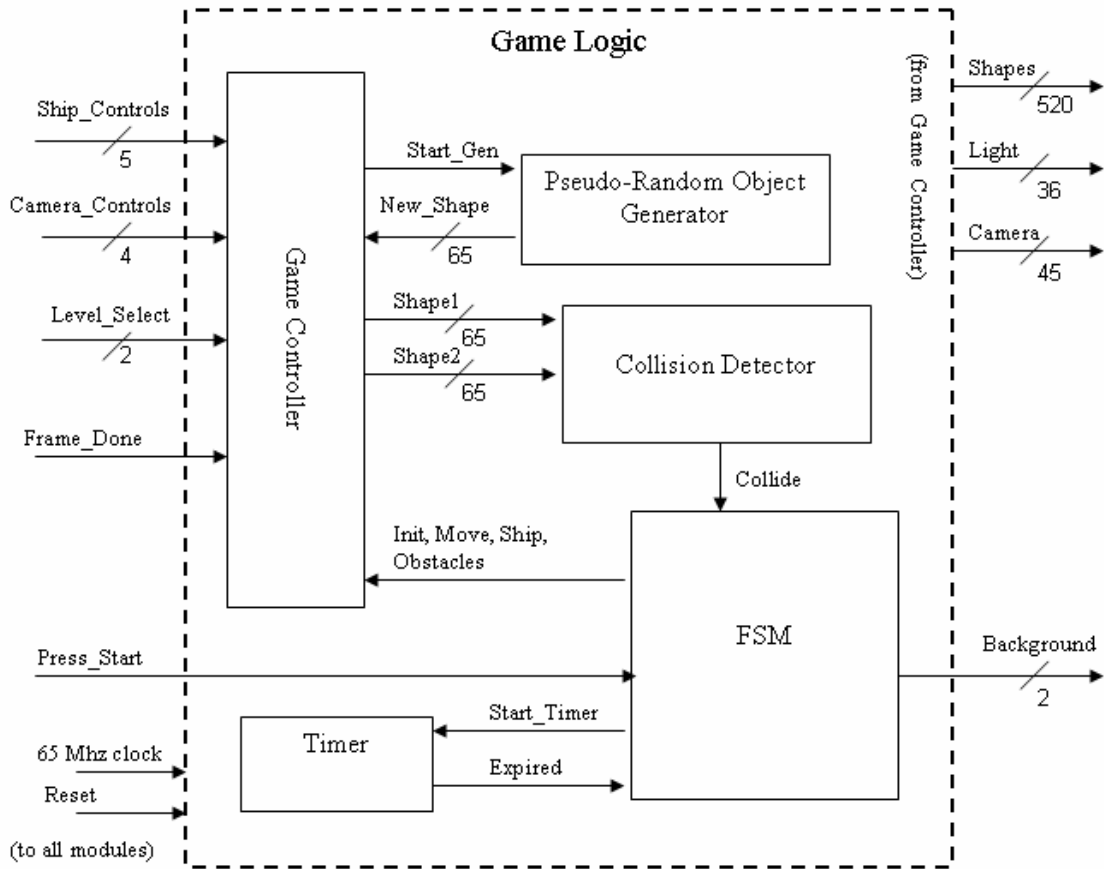 Game Logic
Ship_Controls
5
Camera_Controls
4
Level_Select
2
Frame_Done
Game Controller
Start_Gen
New_Shape
65
Pseudo-Random Object
Generator
Shape1
65
Shape2
65
Collision Detector
Collide
Init, Move, Ship,
Obstacles
FSM
Press_Start
Start_Timer
Timer
Expired
65 Mhz clock
Reset
(to all modules)
(from Game Controller)
Shapes
520
Light
36
Camera
45
Background
2